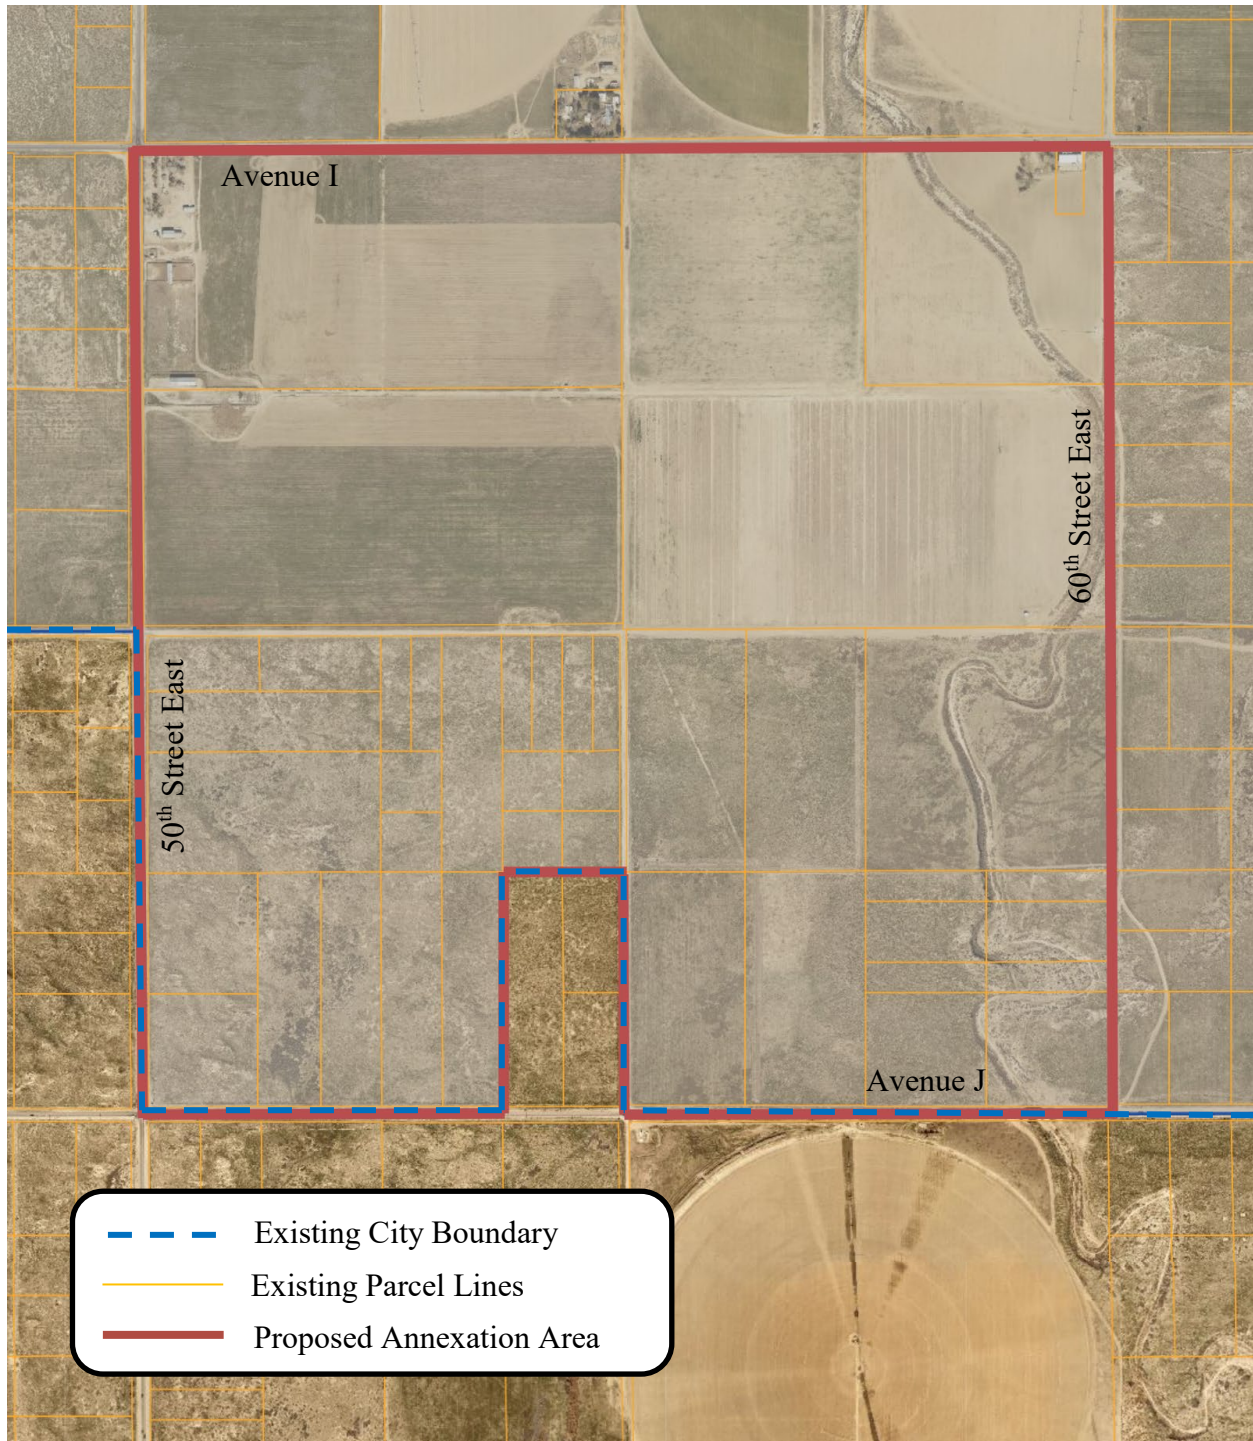 Avenue I
60th Street East
50th Street East
Avenue J
Existing City Boundary
Existing Parcel Lines
Proposed Annexation Area